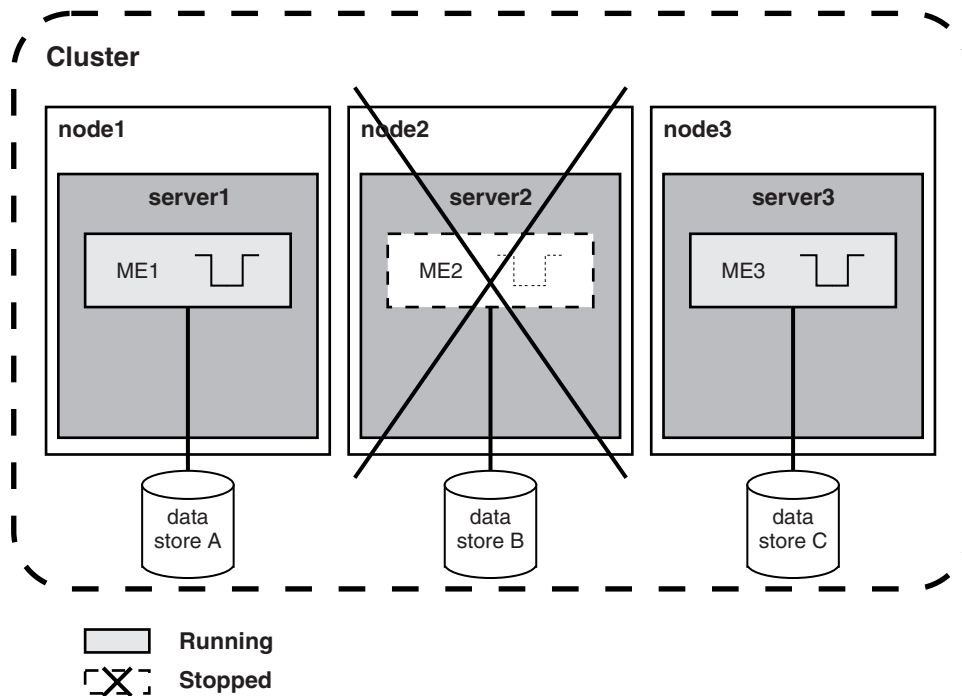 Cluster
node1
node2
node3
server1
server2
server3
ME1
ME2
ME3
data
store A
data
store B
data
store C
Running
Stopped